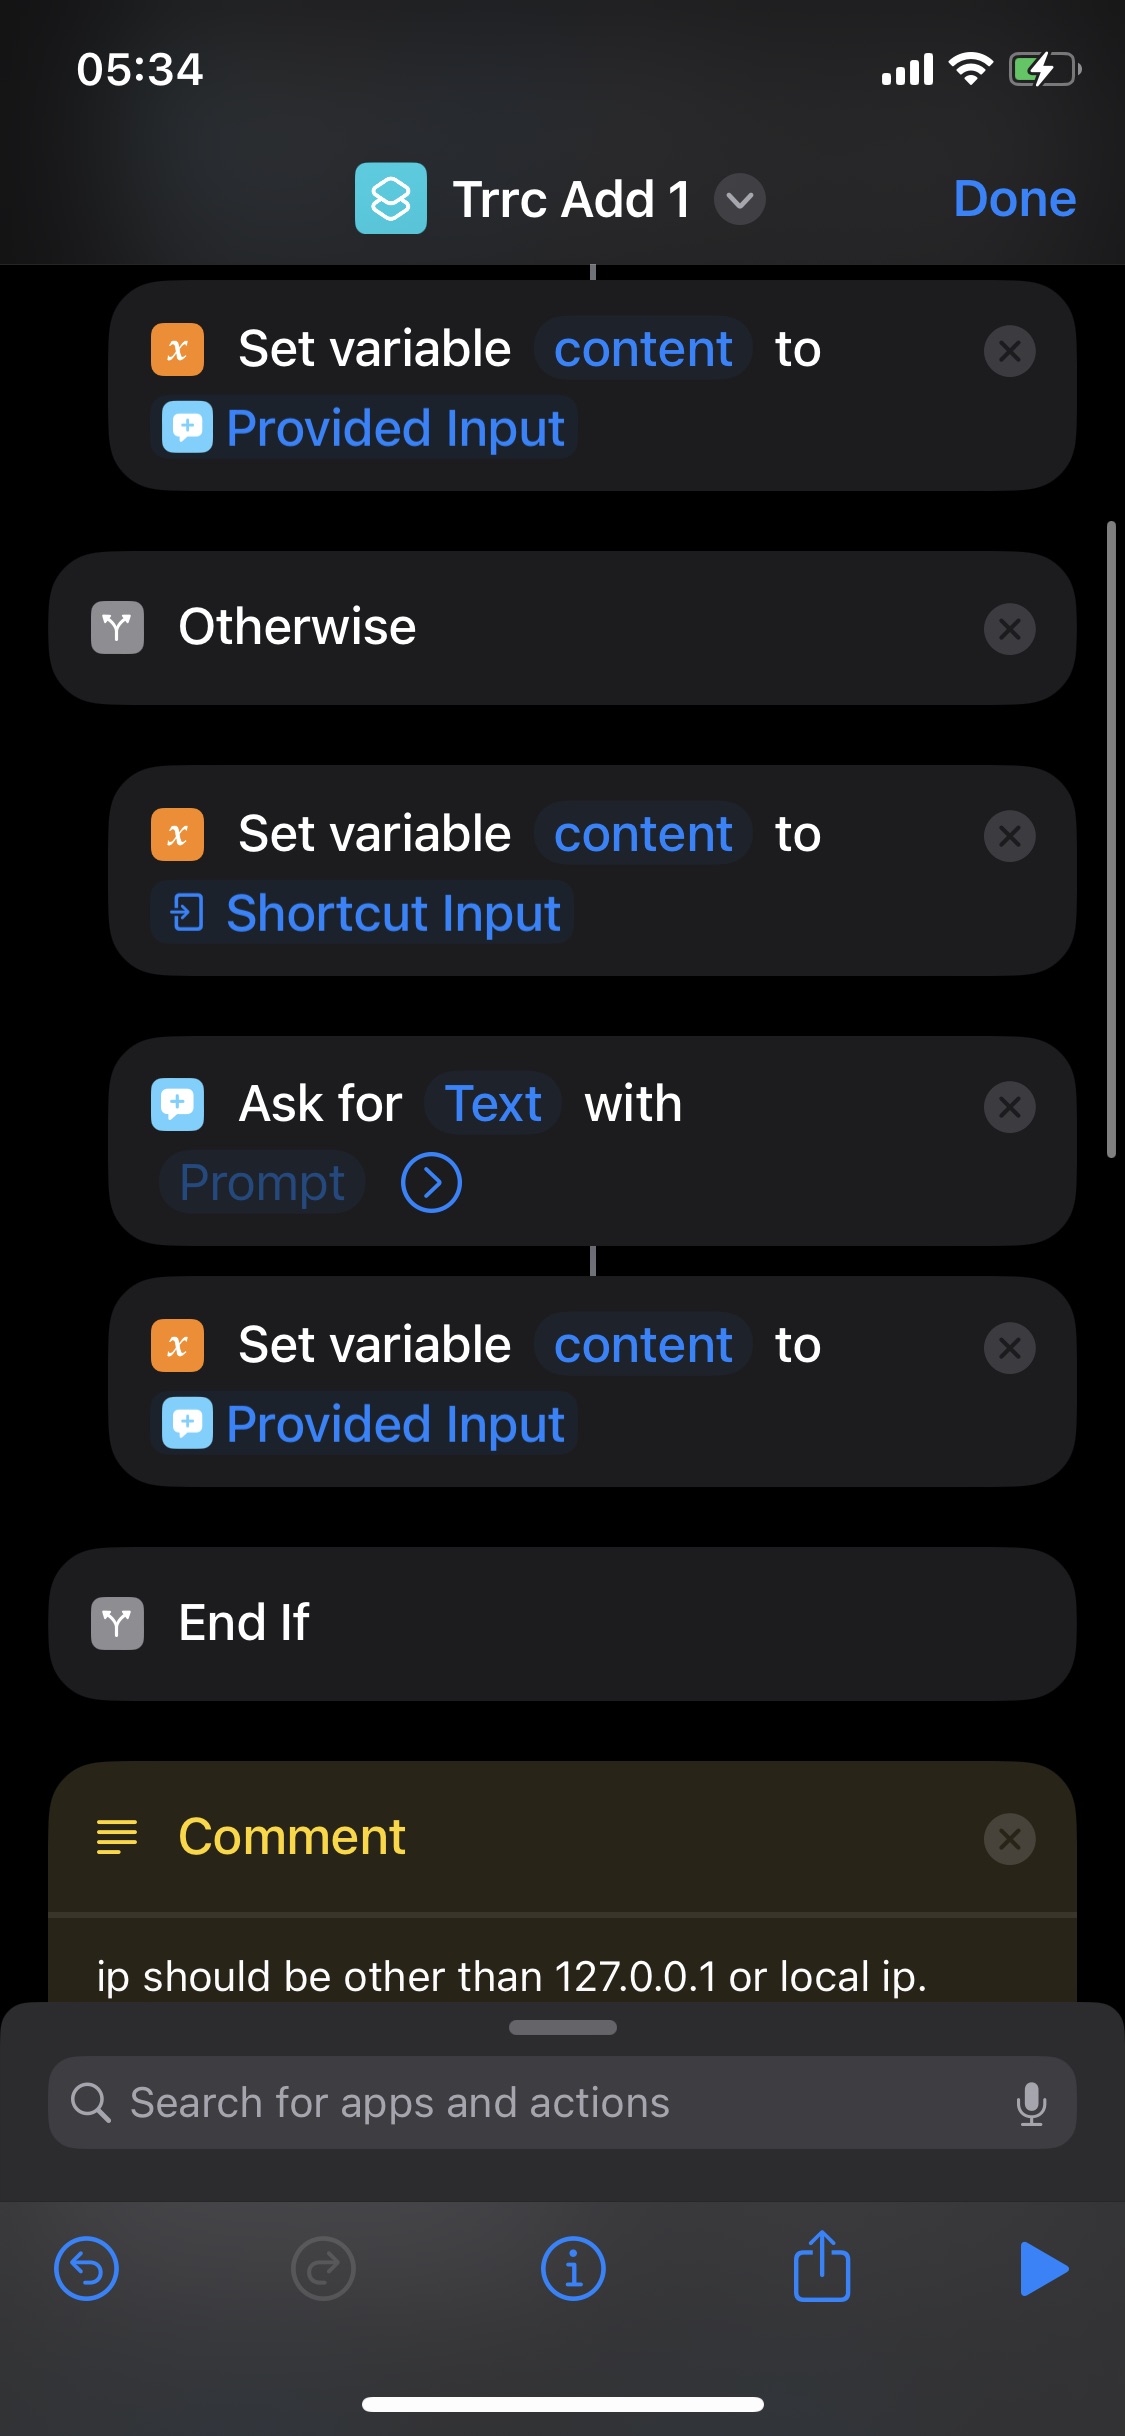 05:34
Trrc Add 1
Done
Set variable content to
Provided Input
Otherwise
Set variable content to
Shortcut Input
Ask for Text with
Prompt
Set variable content to
Provided Input
End If
Comment
ip should be other than 127.0.0.1 or local ip.
Search for apps and actions